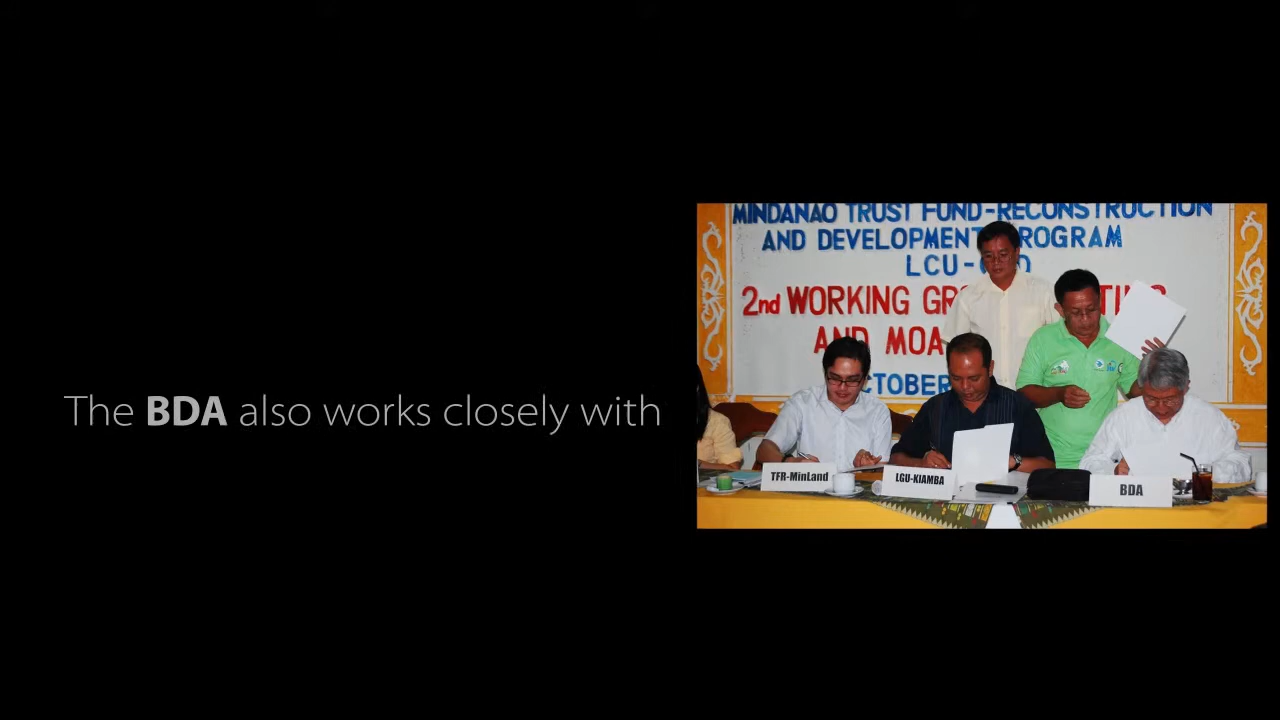 The BDA also works closely with
MINDANAO TRUST FUND-RECONSTRUCTION
AND DEVELOPMENT PROGRAM
LCU-
2nd WORKING
AND MOA
TFR-MinLand
LGU-KIAMBA
BDA